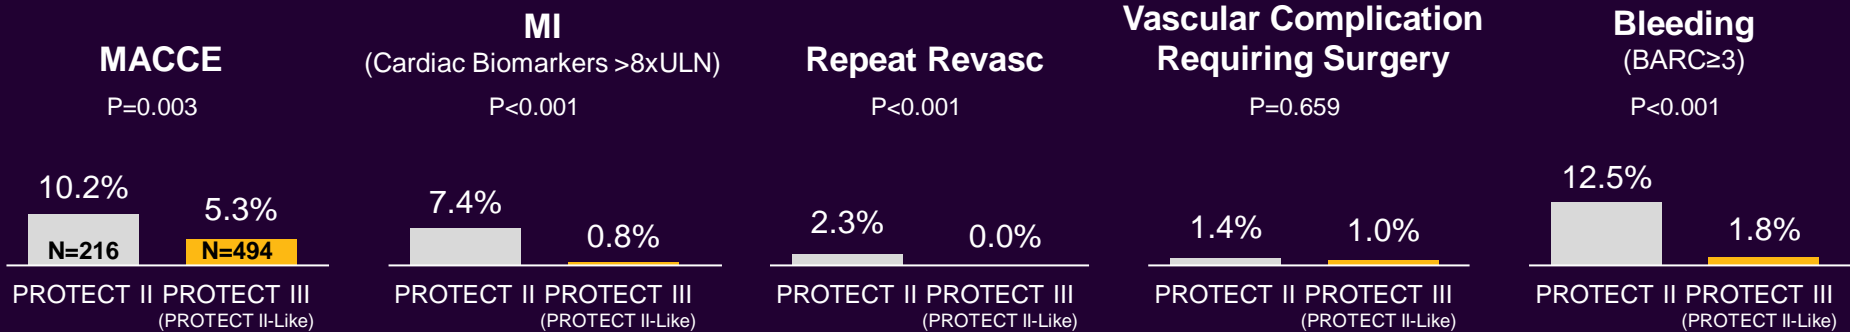 MACCE
P=0.003
10.2%
5.3%
N=216
N=494
PROTECT II PROTECT III
(PROTECT II-Like)
MI
(Cardiac Biomarkers >8xULN)
P<0.001
7.4%
0.8%
PROTECT II PROTECT III
(PROTECT II-Like)
Repeat Revasc
P<0.001
2.3%
0.0%
PROTECT II PROTECT III
(PROTECT II-Like)
Vascular Complication
Requiring Surgery
P=0.659
1.4%
1.0%
PROTECT II PROTECT III
(PROTECT II-Like)
Bleeding
(BARC≥3)
P<0.001
12.5%
1.8%
PROTECT II PROTECT III
(PROTECT II-Like)